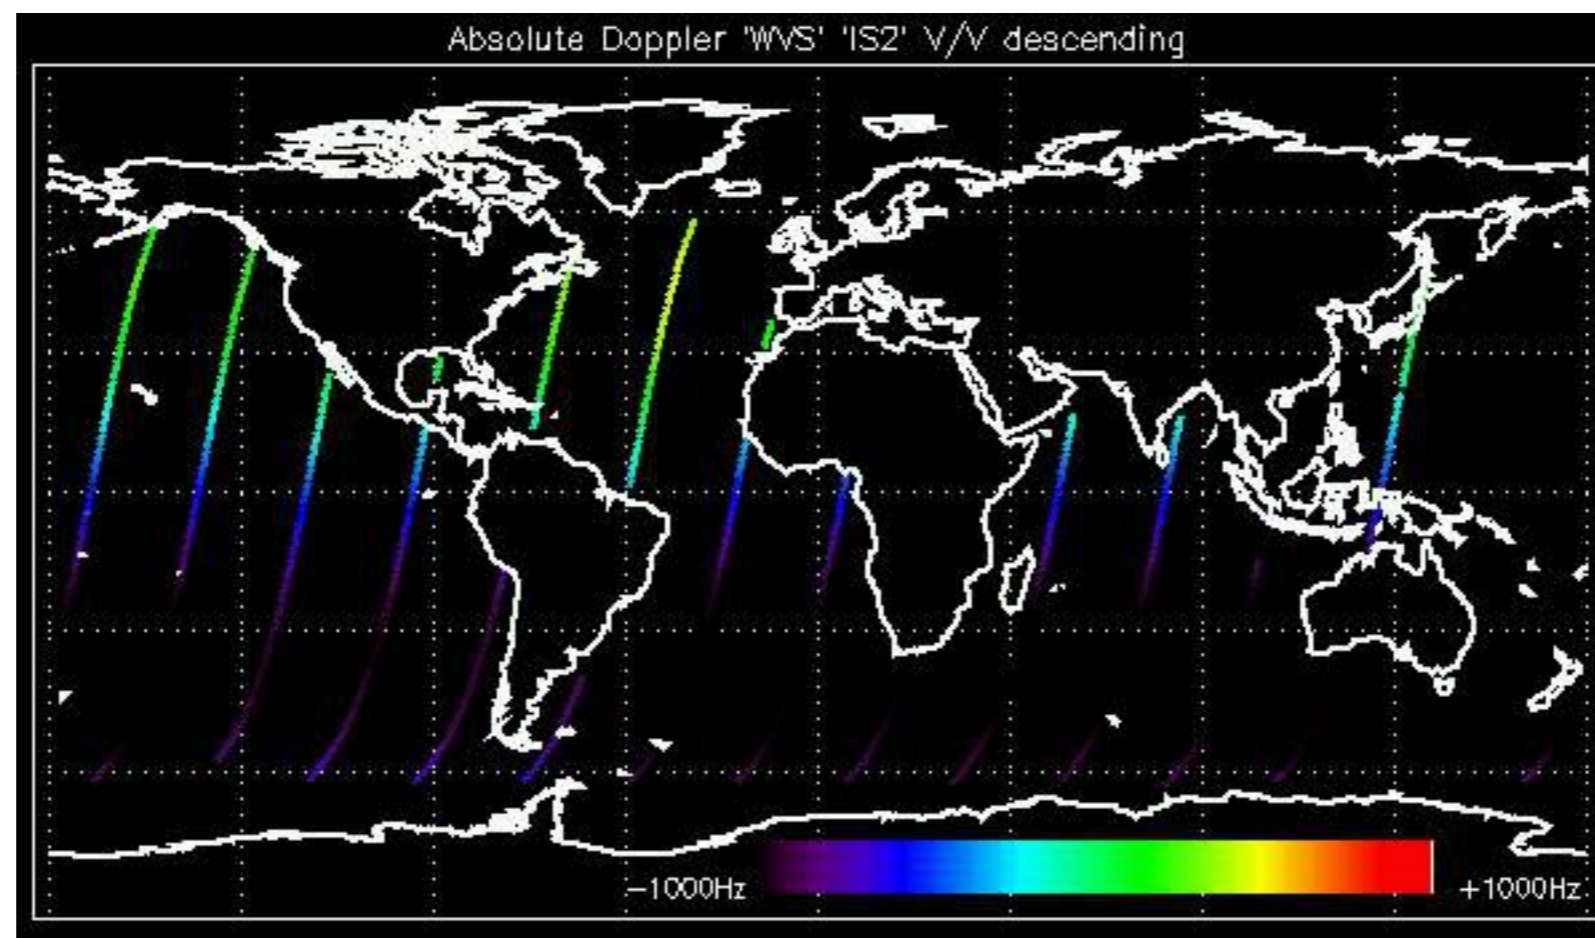 Absolute Doppler 'WVS' 'IS2' V/V descending
-1000Hz
+1000Hz